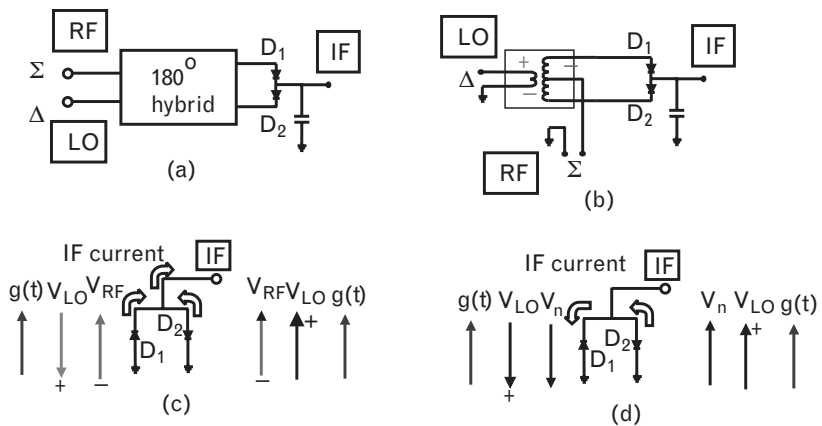 RF
Σ
180°
hybrid
Δ
LO
D1
D2
IF
(a)
LO
+
−
Δ
−
D1
D2
IF
RF
Σ
(b)
IF current
IF
g(t) VLO VRF
D2
D1
VRF VLO g(t)
+
+
−
−
(c)
IF current
IF
g(t) VLO Vn
D2
D1
Vn VLO g(t)
+
+
(d)